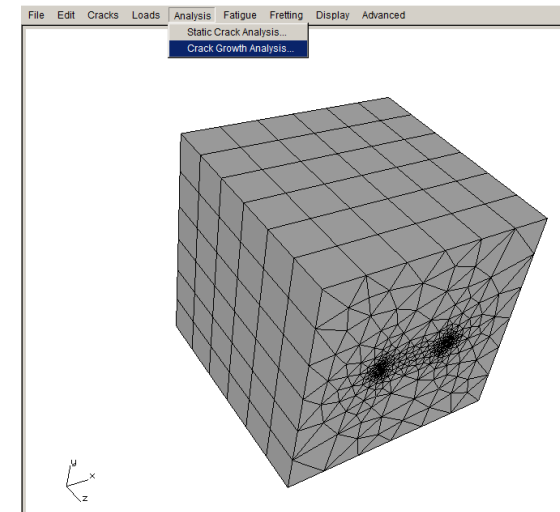 File Edit Cracks Loads Analysis Fatigue Fretting Display Advanced
Static Crack Analysis...
Crack Growth Analysis...
y
x
z